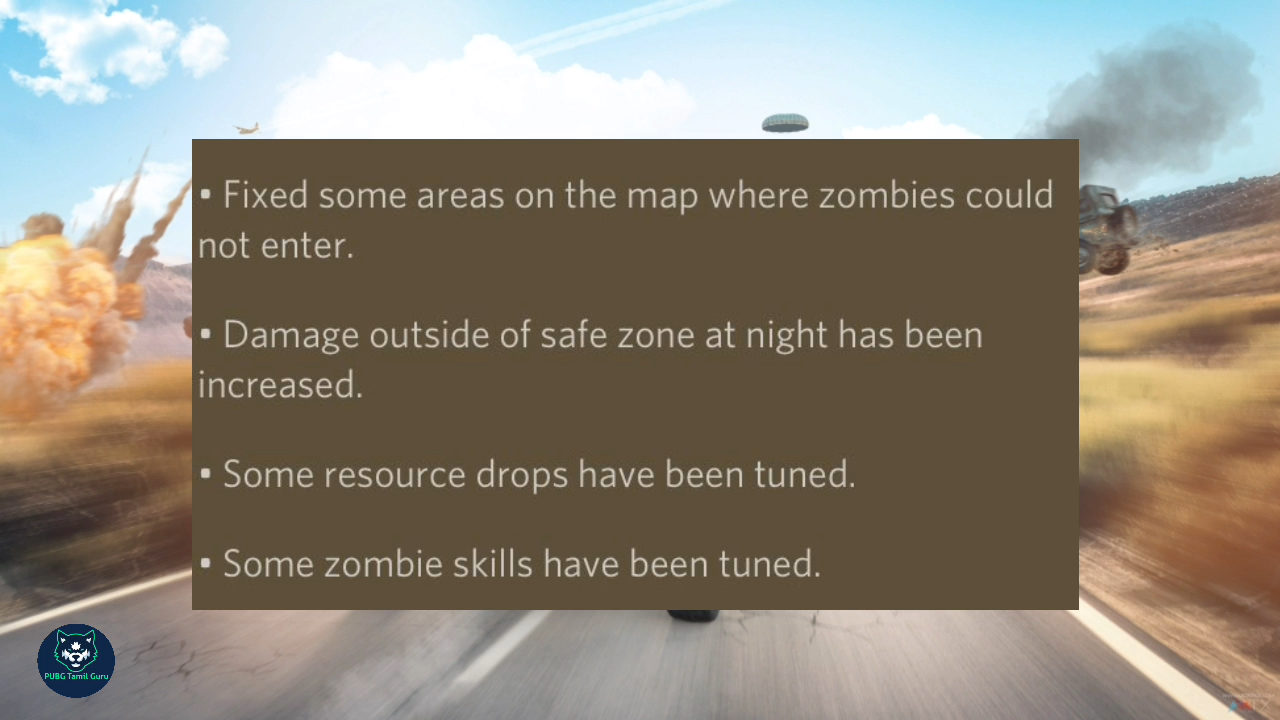 • Fixed some areas on the map where zombies could
not enter.
• Damage outside of safe zone at night has been
increased.
• Some resource drops have been tuned.
• Some zombie skills have been tuned.
PUBG Tamil Guru